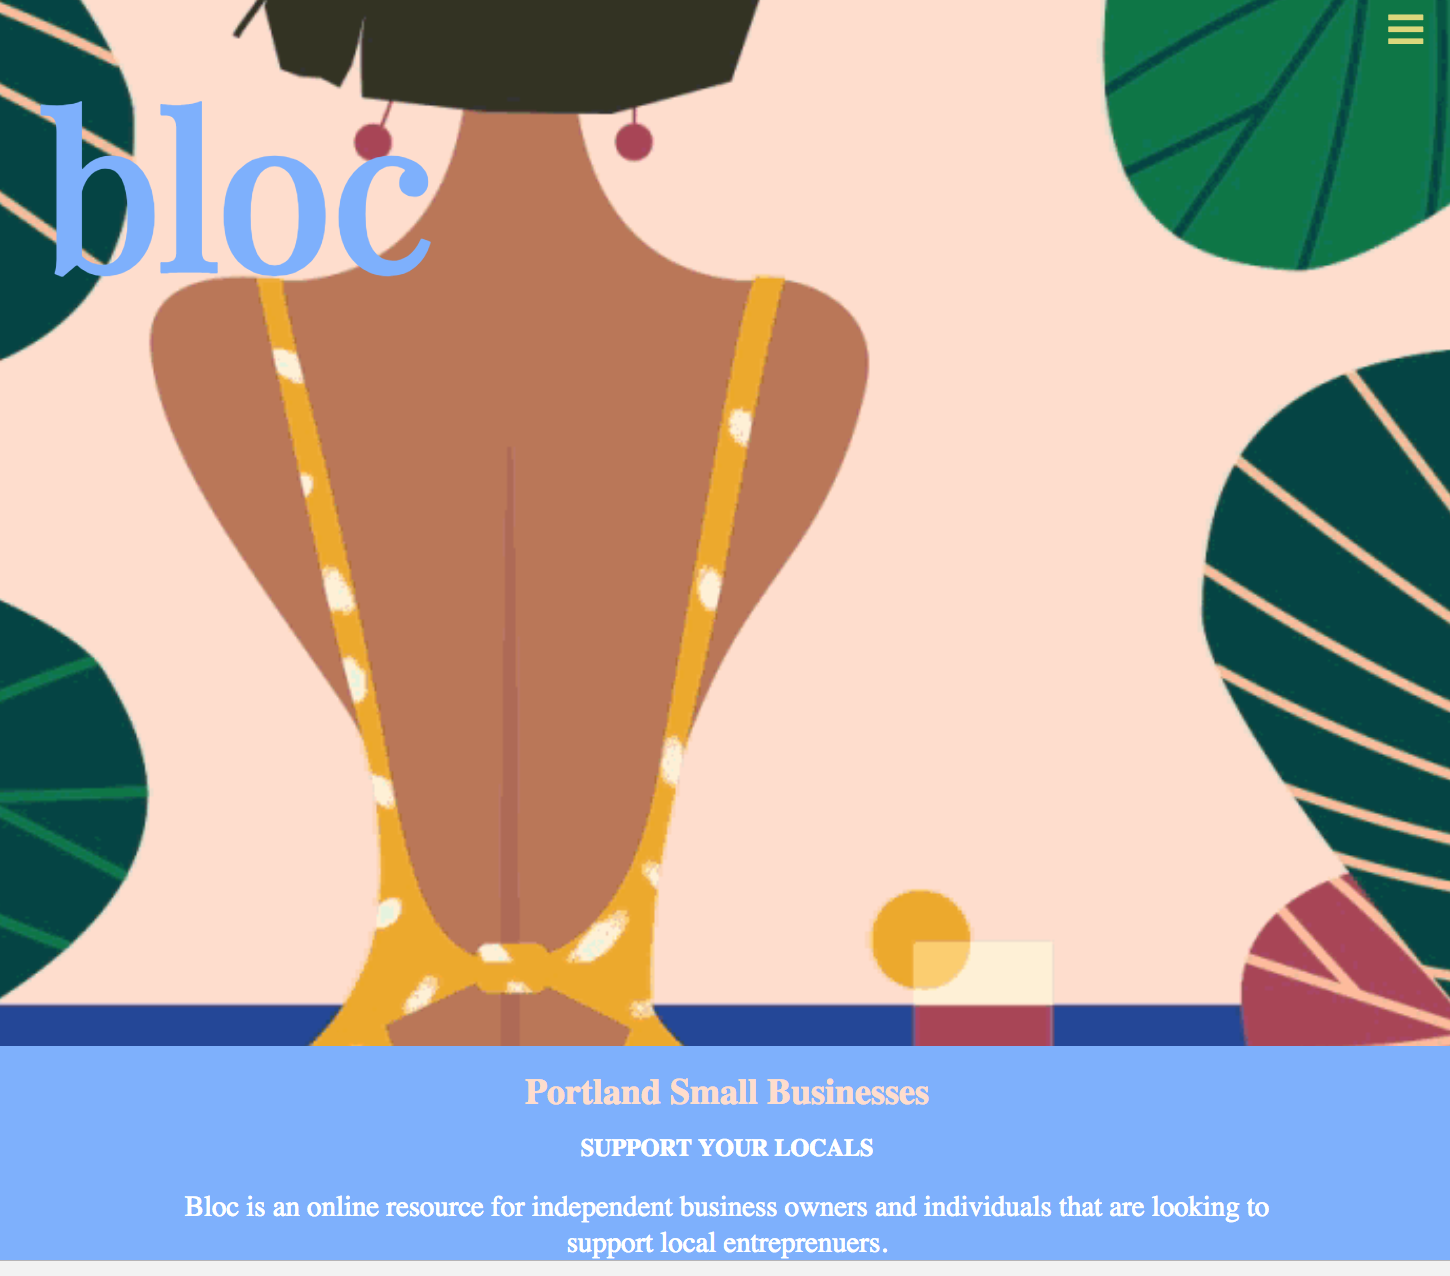 bloc
Portland Small Businesses
SUPPORT YOUR LOCALS
Bloc is an online resource for independent business owners and individuals that are looking to
support local entreprenuers.